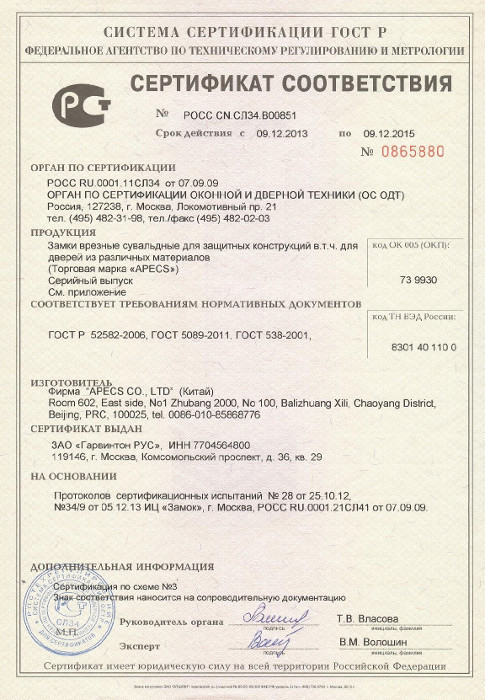 СИСТЕМА СЕРТИФИКАЦИИ ГОСТ Р
ФЕДЕРАЛЬНОЕ АГЕНТСТВО ПО ТЕХНИЧЕСКОМУ РЕГУЛИРОВАНИЮ И МЕТРОЛОГИИ
СЕРТИФИКАТ СООТВЕТСТВИЯ
№ РОСС CN.СЛ34.В00851
Срок действия с 09.12.2013 по 09.12.2015
№ 0865880
ОРГАН ПО СЕРТИФИКАЦИИ
РОСС RU.0001.11СЛ34 от 07.09.09
ОРГАН ПО СЕРТИФИКАЦИИ ОКОННОЙ И ДВЕРНОЙ ТЕХНИКИ (ОС ОДТ)
Россия, 127238, г. Москва, Локомотивный пр. 21
тел. (495) 482-31-98, тел./факс (495) 482-02-03
ПРОДУКЦИЯ
Замки врезные сувальдные для защитных конструкций в.т.ч. для
дверей из различных материалов
(Торговая марка «APECS»)
Серийный выпуск
См. приложение
код ОК 005 (ОКП):
73 9930
СООТВЕТСТВУЕТ ТРЕБОВАНИЯМ НОРМАТИВНЫХ ДОКУМЕНТОВ
ГОСТ Р 52582-2006, ГОСТ 5089-2011. ГОСТ 538-2001,
код ТН ВЭД России:
8301 40 110 0
ИЗГОТОВИТЕЛЬ
Фирма "APECS CO., LTD" (Китай)
Room 602, East side, No1 Zhubang 2000, No 100, Balizhuang Xili, Chaoyang District,
Beijing, PRC, 100025, tel. 0086-010-85868776
СЕРТИФИКАТ ВЫДАН
ЗАО «Гарвинтон РУС», ИНН 7704564800
119146, г. Москва, Комсомольский проспект, д. 36, кв. 29
НА ОСНОВАНИИ
Протоколов сертификационных испытаний № 28 от 25.10.12,
№34/9 от 05.12.13 ИЦ «Замок», г. Москва, РОСС RU.0001.21СЛ41 от 07.09.09.
ДОПОЛНИТЕЛЬНАЯ ИНФОРМАЦИЯ
Сертификация по схеме №3
Знак соответствия наносится на сопроводительную документацию
СЛ34
М.П.
Руководитель органа
подпись
Т.В. Власова
инициалы, фамилия
Эксперт
подпись
В.М. Волошин
инициалы, фамилия
Сертификат имеет юридическую силу на всей территории Российской Федерации